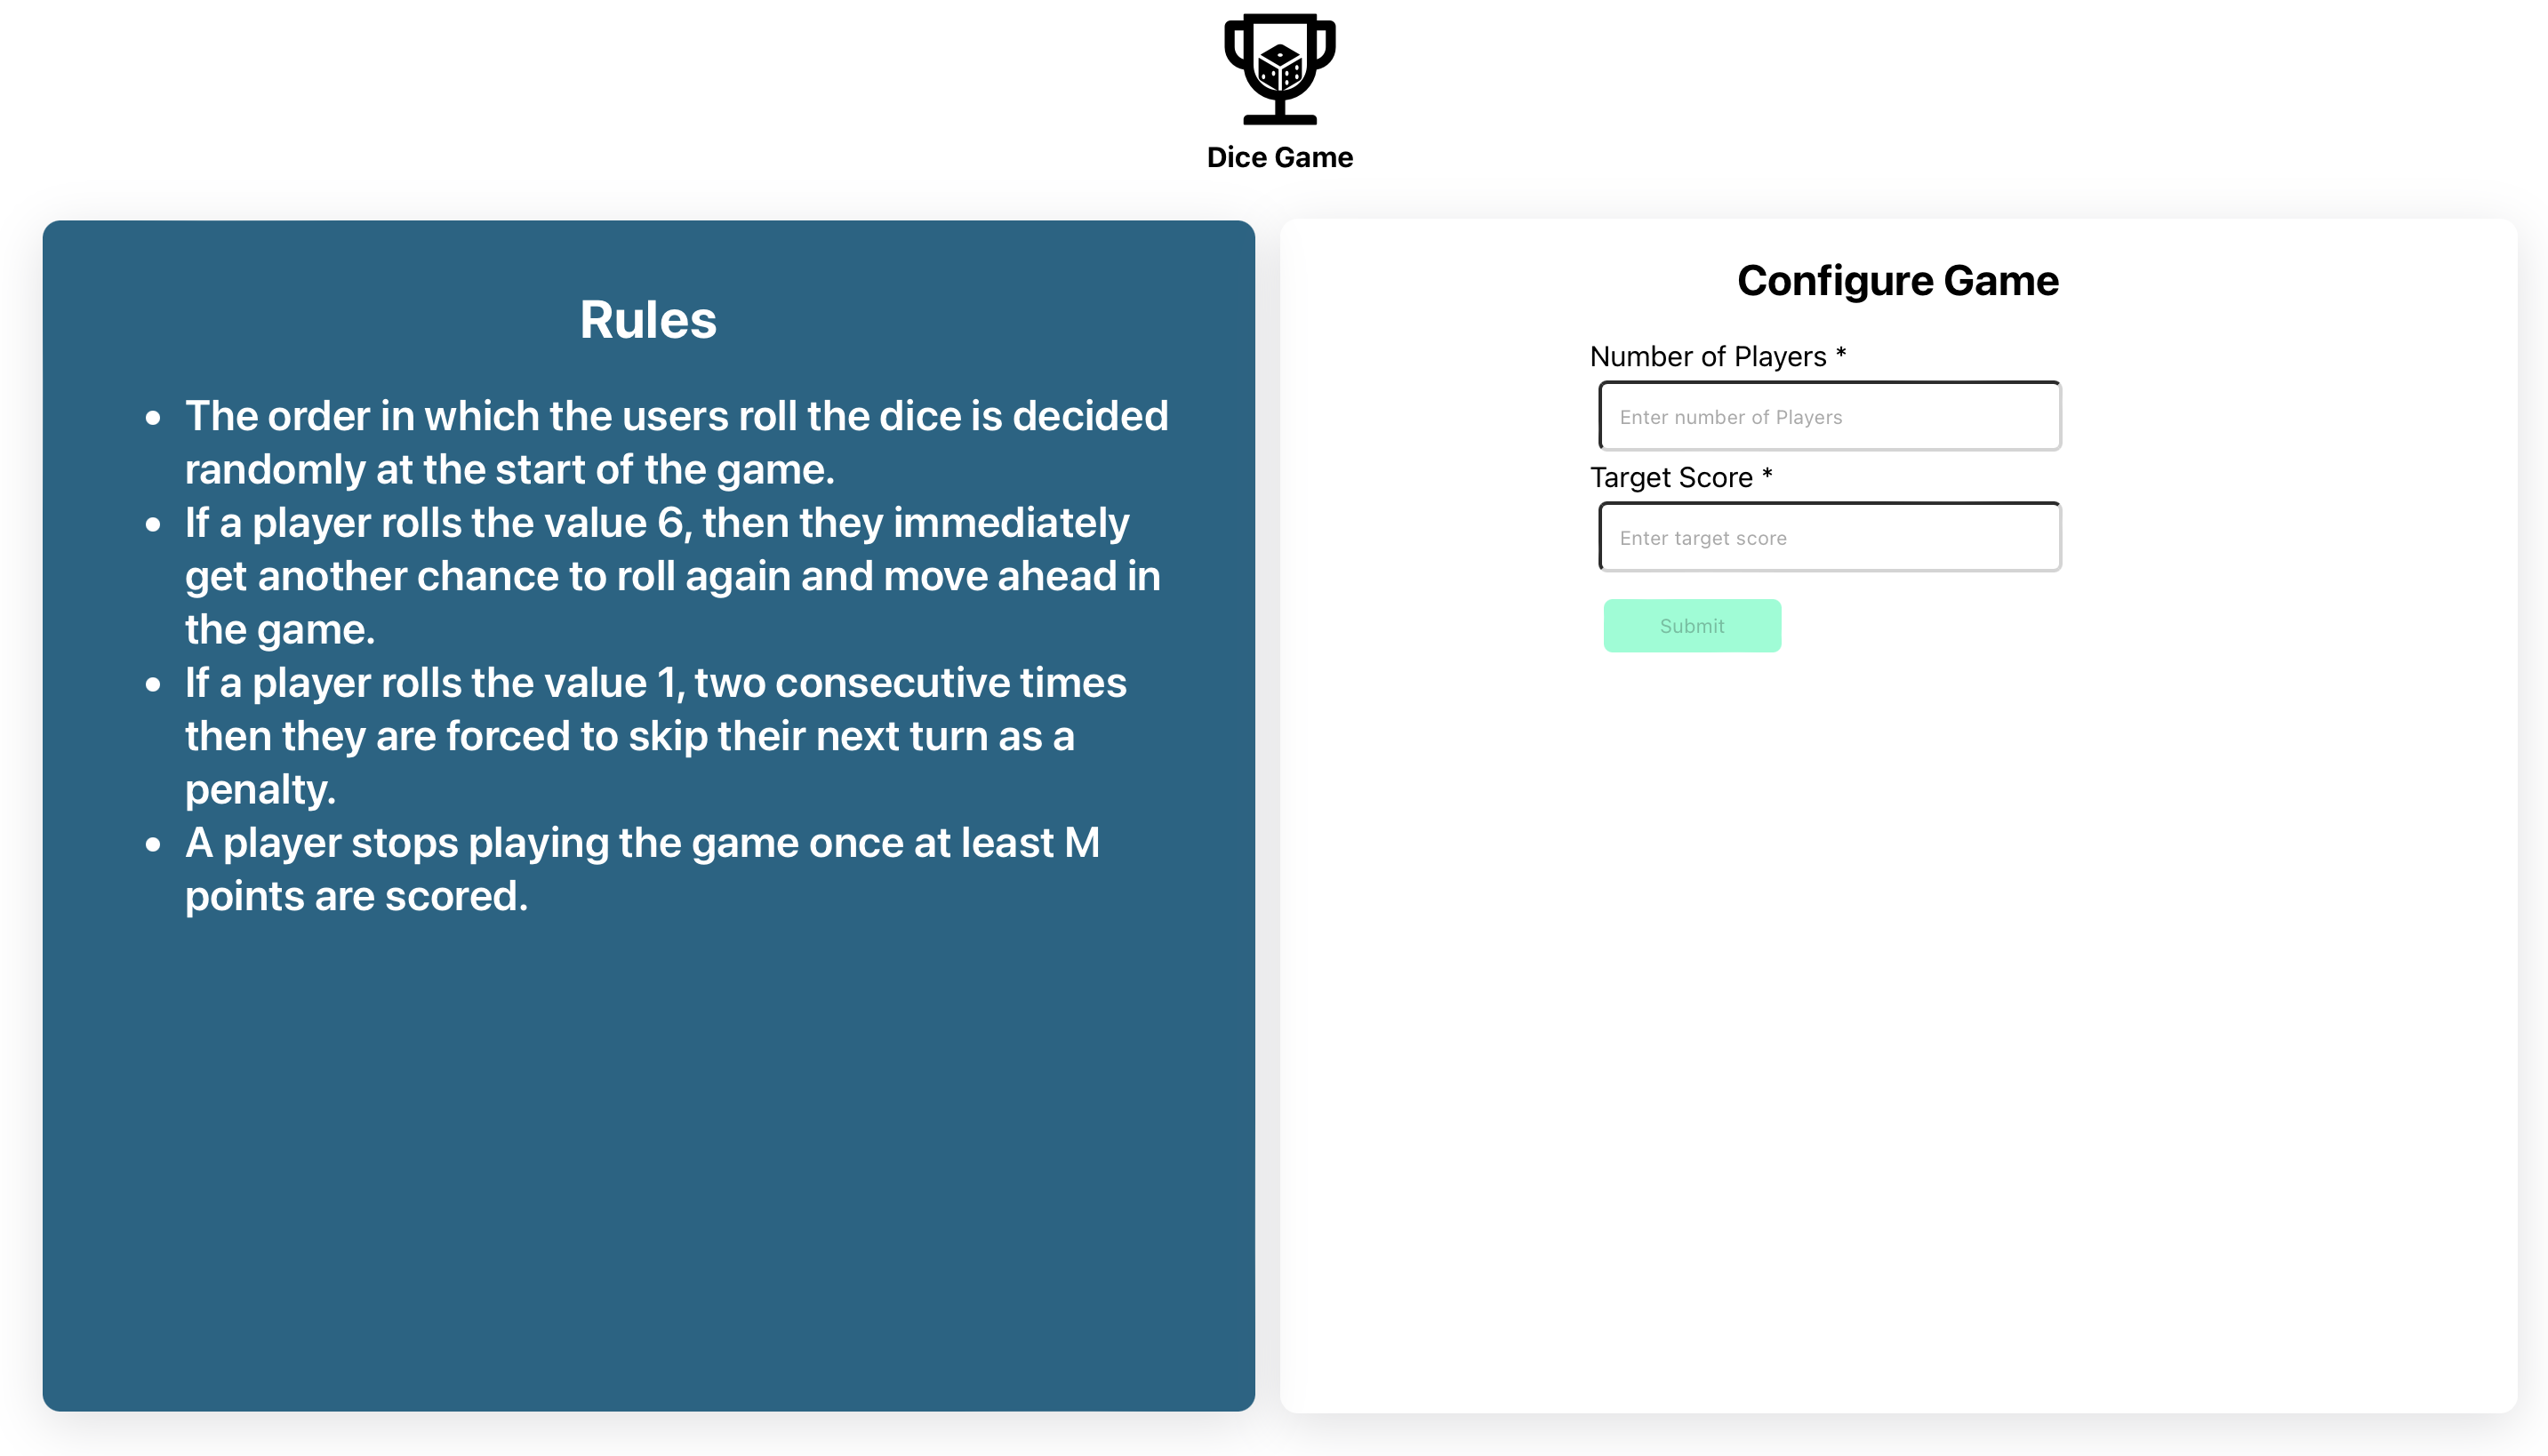 Dice Game
Rules
• The order in which the users roll the dice is decided
randomly at the start of the game.
• If a player rolls the value 6, then they immediately
get another chance to roll again and move ahead in
the game.
• If a player rolls the value 1, two consecutive times
then they are forced to skip their next turn as a
penalty.
• A player stops playing the game once at least M
points are scored.
Configure Game
Number of Players *
Enter number of Players
Target Score *
Enter target score
Submit